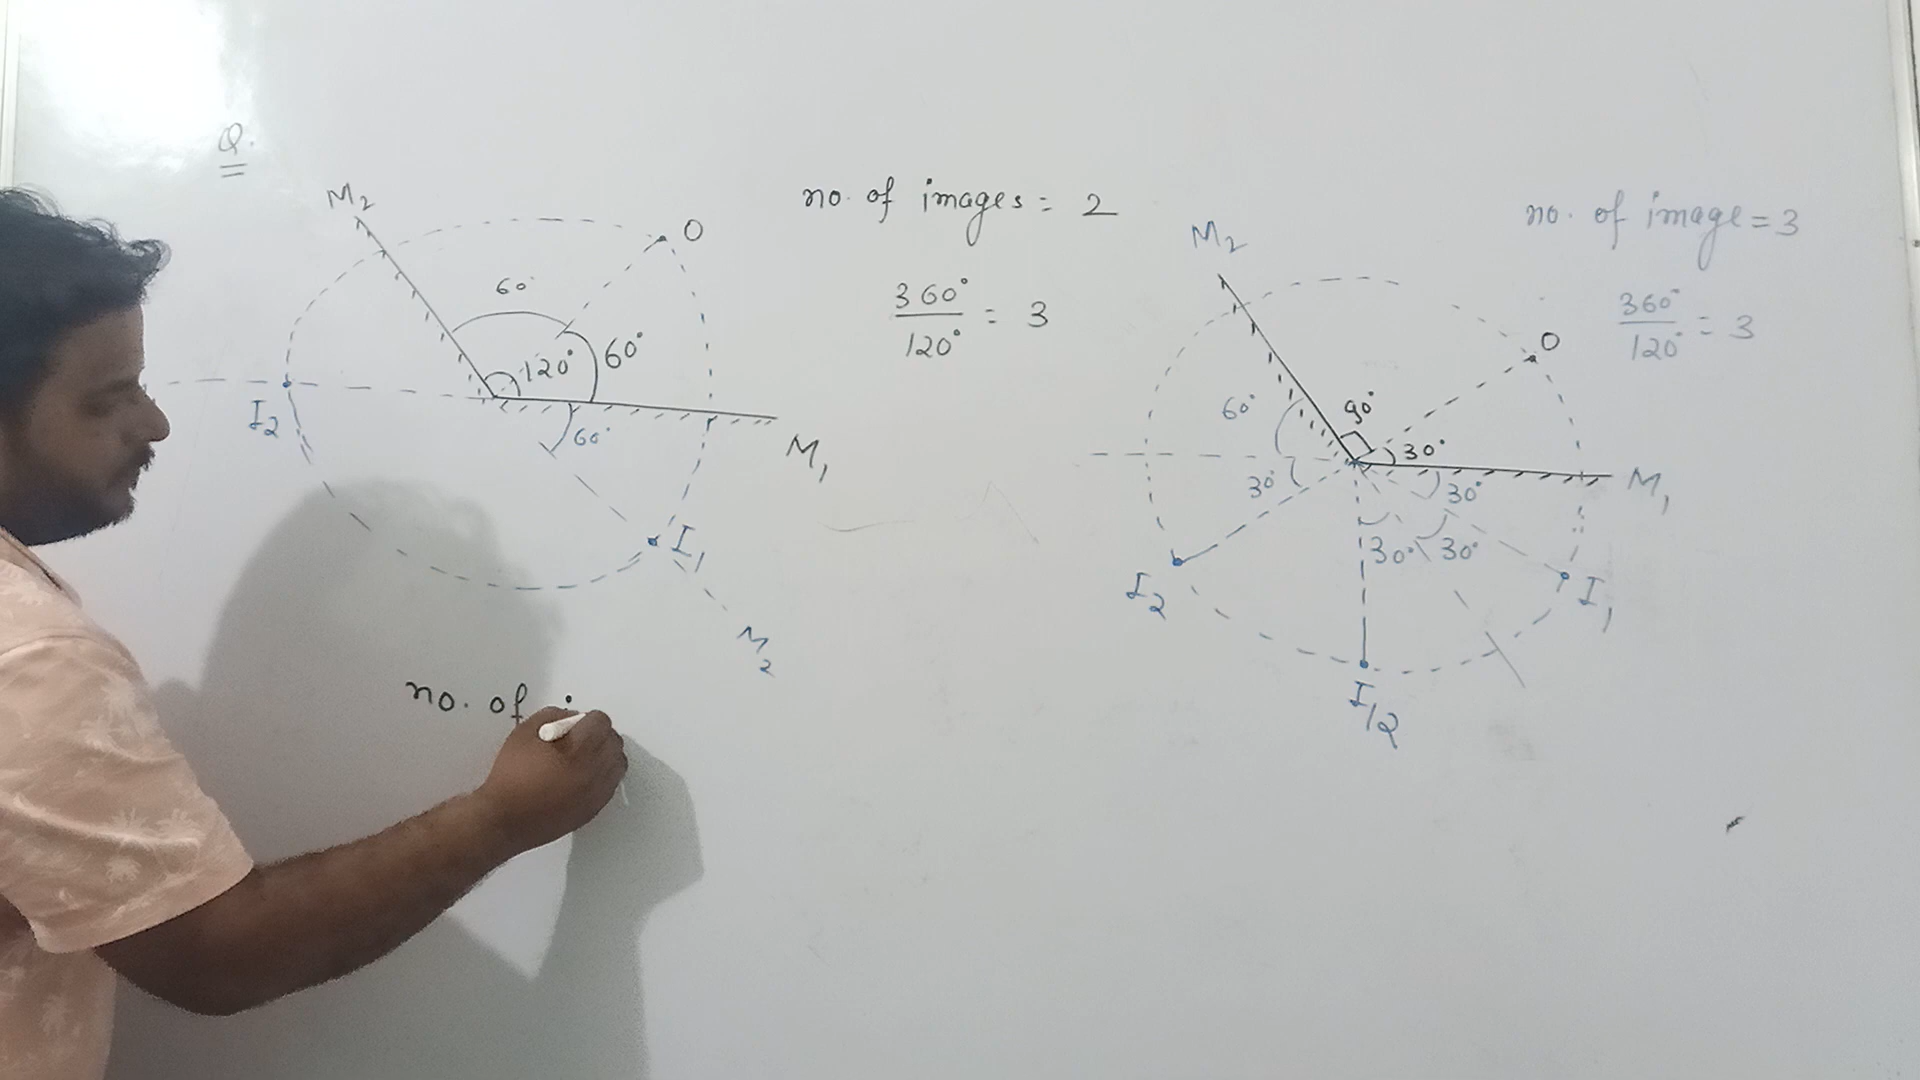 Q.
M2
O
60°
120°
60°
60°
I2
M1
I1
M2
no. of images = 2
360°/120° = 3
no. of i
no. of image = 3
360°/120° = 3
M2
O
90°
30°
M1
60°
30°
30°
30°
30°
I2
I1
I12